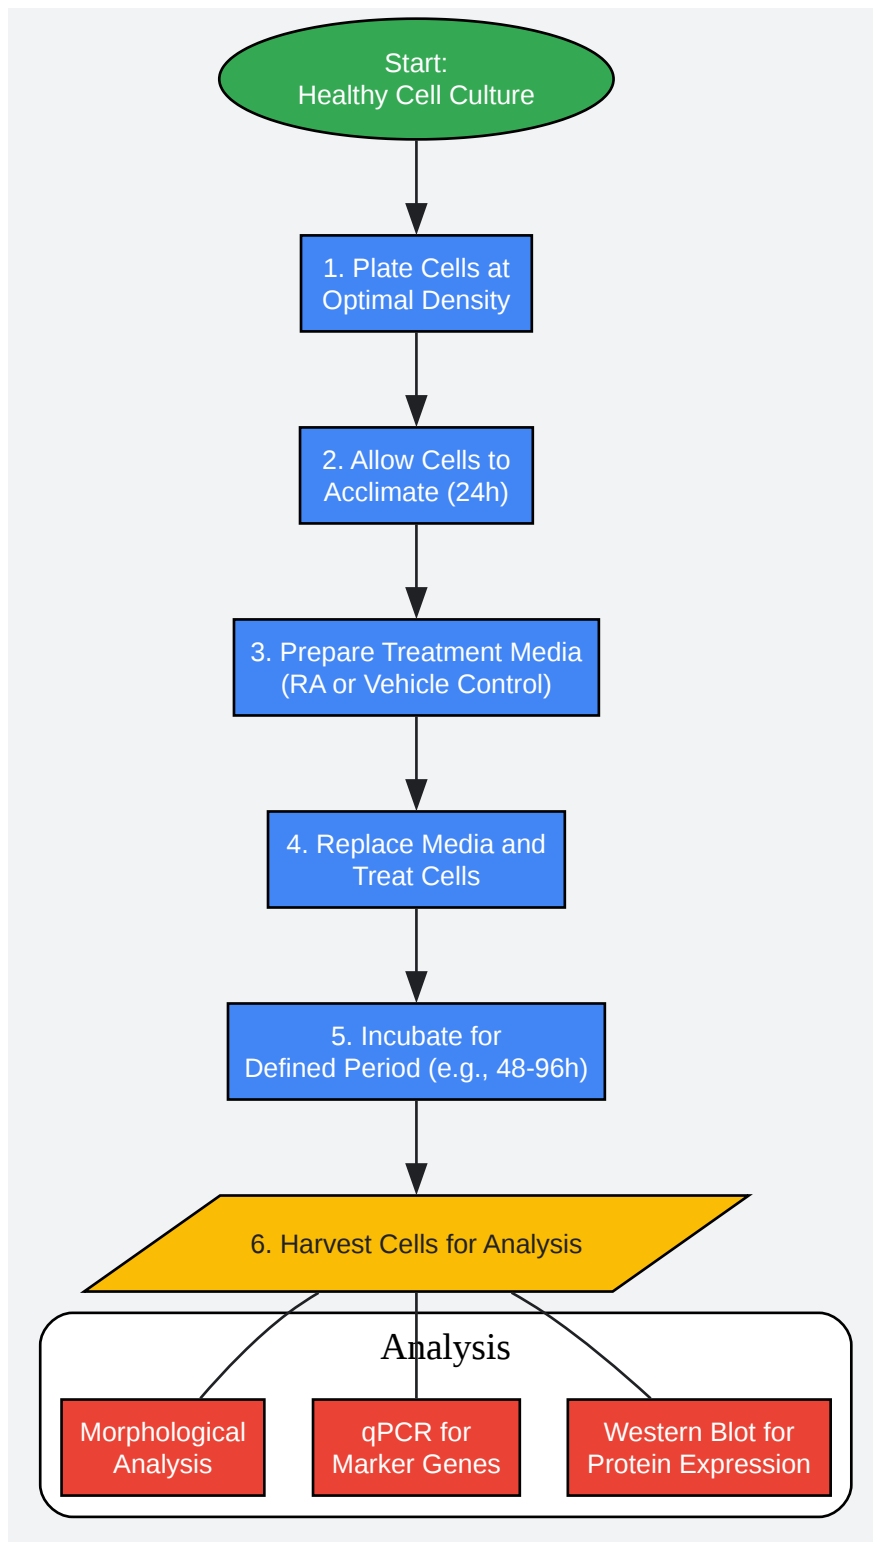 Start:
Healthy Cell Culture
1. Plate Cells at
Optimal Density
2. Allow Cells to
Acclimate (24h)
3. Prepare Treatment Media
(RA or Vehicle Control)
4. Replace Media and
Treat Cells
5. Incubate for
Defined Period (e.g., 48-96h)
6. Harvest Cells for Analysis
Analysis
Morphological
Analysis
qPCR for
Marker Genes
Western Blot for
Protein Expression